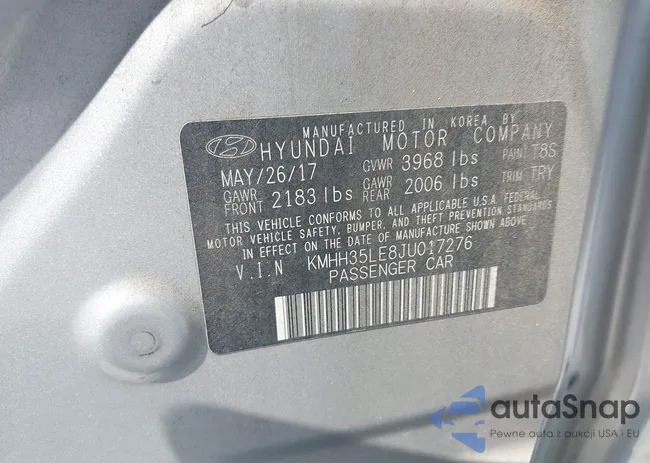 MANUFACTURED IN KOREA BY
HYUNDAI MOTOR COMPANY
MAY/26/17 GVWR 3968 lbs PAINT T8S
GAWR FRONT 2183 lbs GAWR REAR 2006 lbs TRIM TRY
THIS VEHICLE CONFORMS TO ALL APPLICABLE U.S.A. FEDERAL
MOTOR VEHICLE SAFETY, BUMPER, AND THEFT PREVENTION STANDARDS
IN EFFECT ON THE DATE OF MANUFACTURE SHOWN ABOVE.
V.I.N KMHH35LE8JU017276
PASSENGER CAR
autaSnap
Pewne auta z aukcji USA i EU